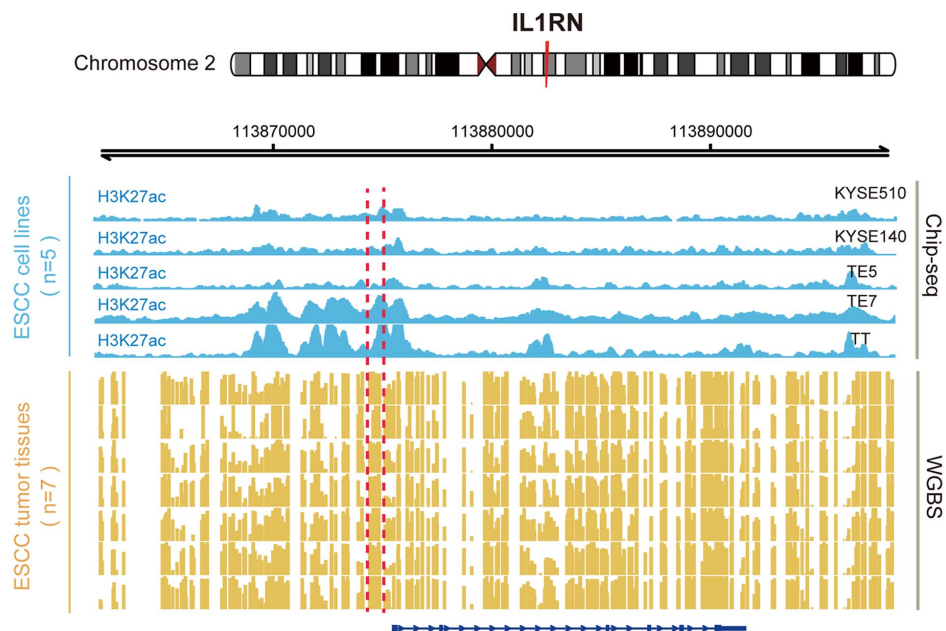 IL1RN
Chromosome 2
113870000 113880000 113890000
H3K27ac KYSE510
H3K27ac KYSE140
H3K27ac TE5
H3K27ac TE7
H3K27ac TT
ESCC cell lines
( n=5 )
Chip-seq
ESCC tumor tissues
( n=7 )
WGBS